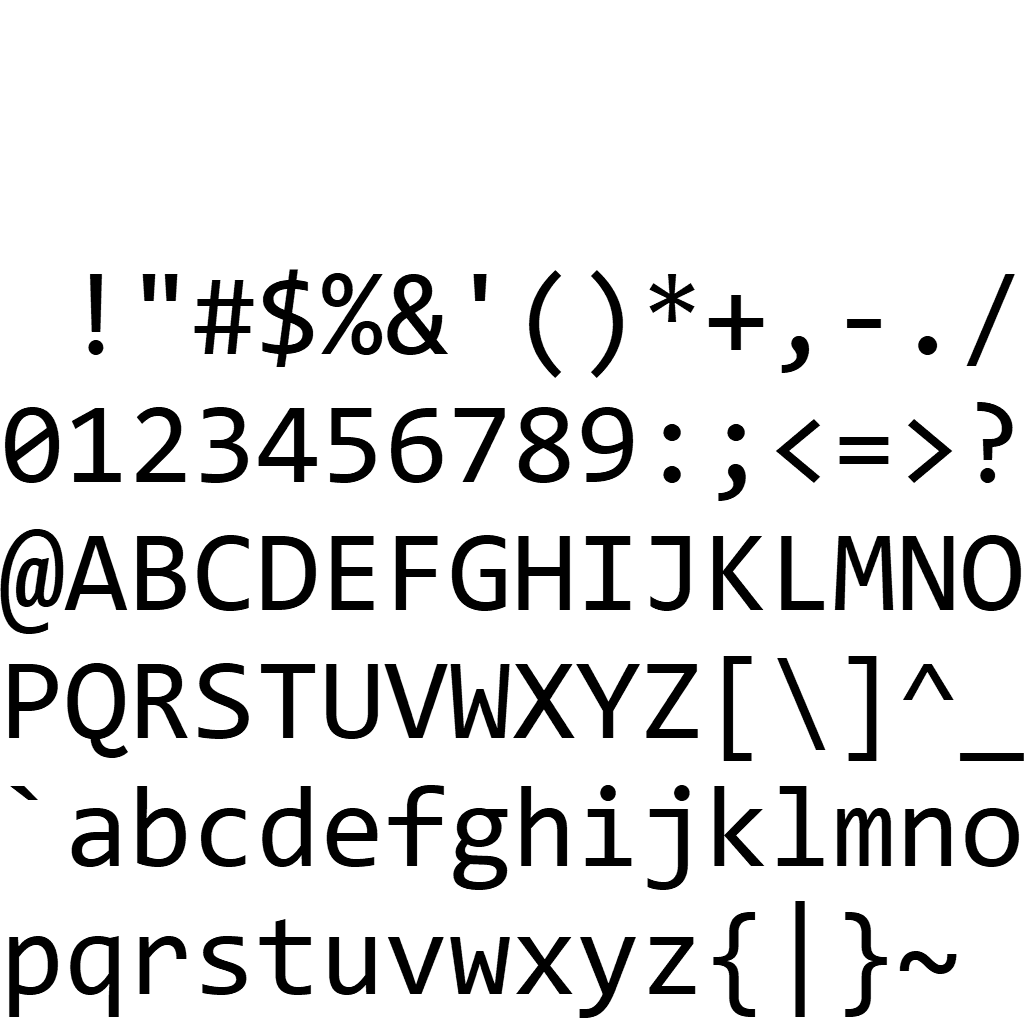 !"#$%&'()*+,-./
0123456789:;<=>?
@ABCDEFGHIJKLMNO
PQRSTUVWXYZ[\]^_
`abcdefghijklmno
pqrstuvwxyz{|}~